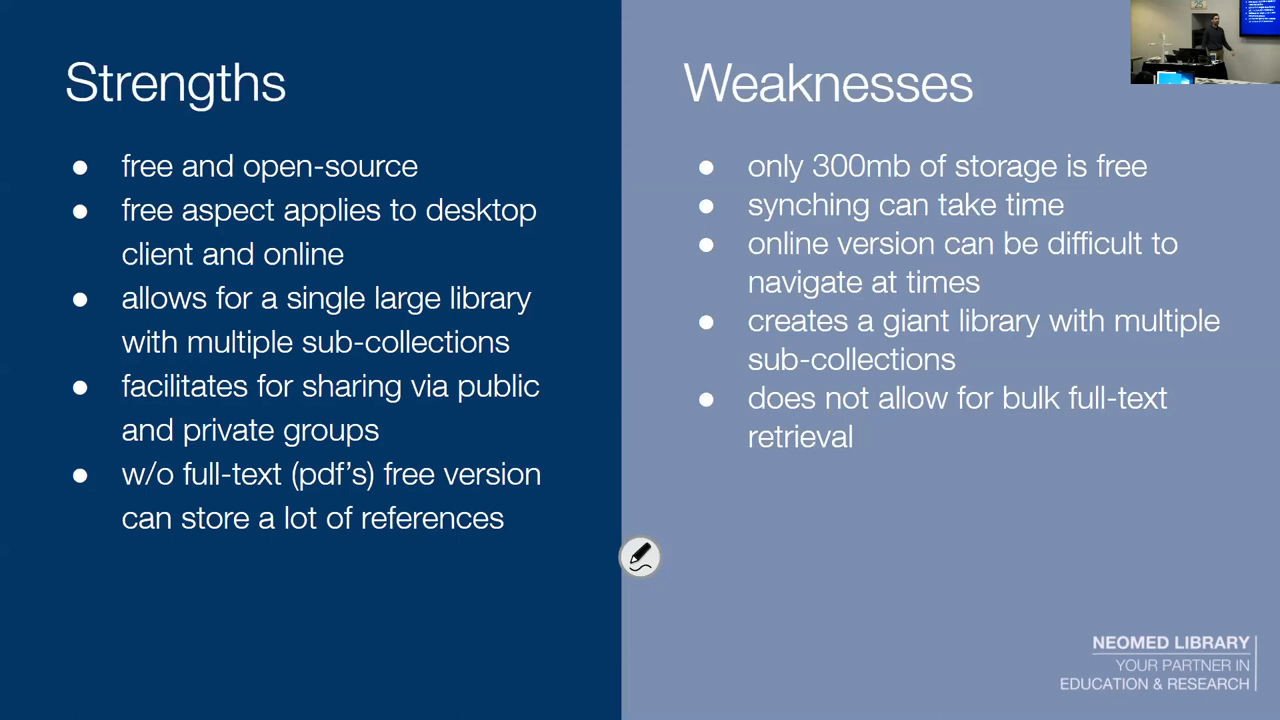 Strengths
● free and open-source
● free aspect applies to desktop
client and online
● allows for a single large library
with multiple sub-collections
● facilitates for sharing via public
and private groups
● w/o full-text (pdf's) free version
can store a lot of references
Weaknesses
● only 300mb of storage is free
● synching can take time
● online version can be difficult to
navigate at times
● creates a giant library with multiple
sub-collections
● does not allow for bulk full-text
retrieval
NEOMED LIBRARY
YOUR PARTNER IN
EDUCATION & RESEARCH